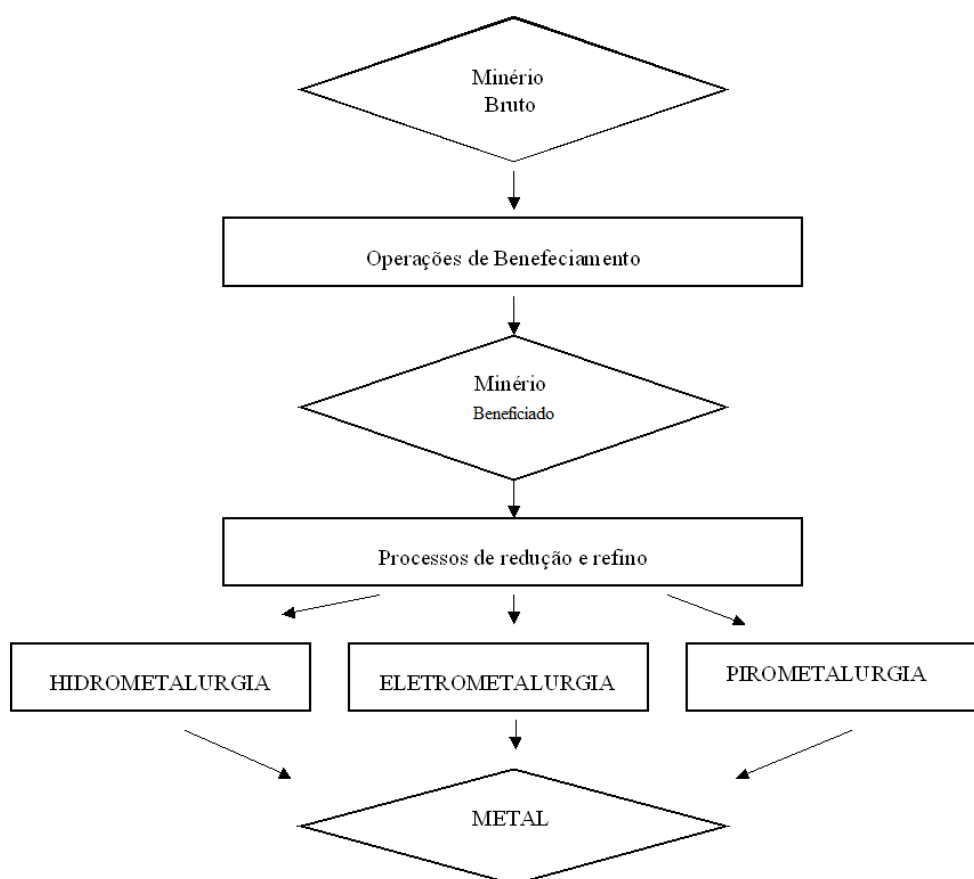 Minério
Bruto
Operações de Benefeciamento
Minério
Beneficiado
Processos de redução e refino
HIDROMETALURGIA
ELETROMETALURGIA
PIROMETALURGIA
METAL